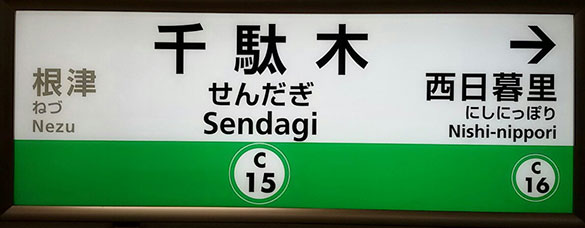 千駄木
せんだぎ
Sendagi
C
15
根津
ねづ
Nezu
→
西日暮里
にしにっぽり
Nishi-nippori
C
16